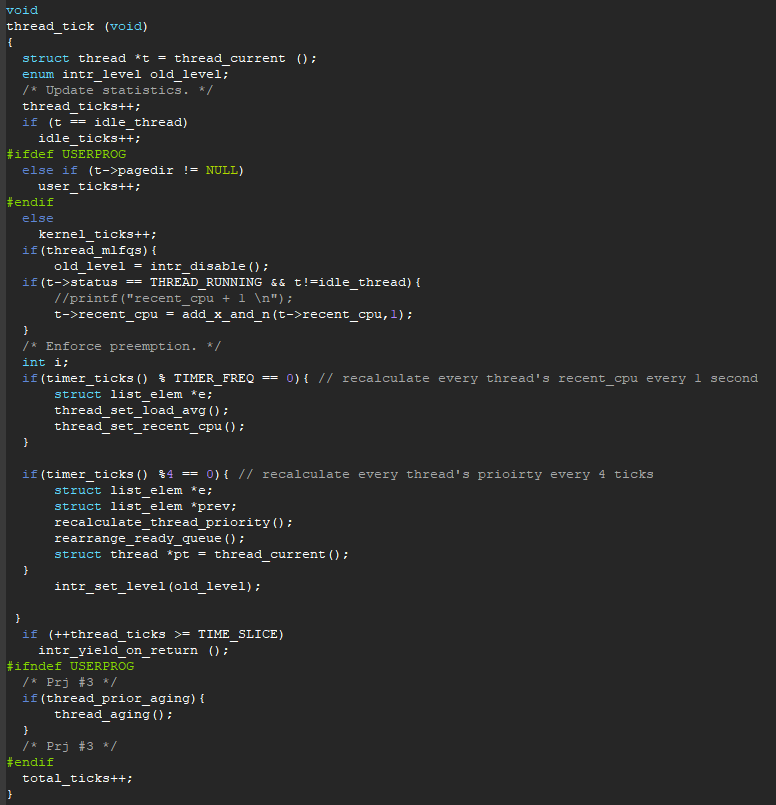 void
thread_tick (void)
{
  struct thread *t = thread_current ();
  enum intr_level old_level;
  /* Update statistics. */
  thread_ticks++;
  if (t == idle_thread)
    idle_ticks++;
#ifdef USERPROG
  else if (t->pagedir != NULL)
    user_ticks++;
#endif
  else
    kernel_ticks++;
  if(thread_mlfqs){
      old_level = intr_disable();
  if(t->status == THREAD_RUNNING && t!=idle_thread){
      //printf("recent_cpu + 1 \n");
      t->recent_cpu = add_x_and_n(t->recent_cpu,1);
  }
  /* Enforce preemption. */
  int i;
  if(timer_ticks() % TIMER_FREQ == 0){ // recalculate every thread's recent_cpu every 1 second
      struct list_elem *e;
      thread_set_load_avg();
      thread_set_recent_cpu();
  }

  if(timer_ticks() %4 == 0){ // recalculate every thread's prioirty every 4 ticks
      struct list_elem *e;
      struct list_elem *prev;
      recalculate_thread_priority();
      rearrange_ready_queue();
      struct thread *pt = thread_current();
  }
      intr_set_level(old_level);

 }
  if (++thread_ticks >= TIME_SLICE)
    intr_yield_on_return ();
#ifndef USERPROG
  /* Prj #3 */
  if(thread_prior_aging){
      thread_aging();
  }
  /* Prj #3 */
#endif
  total_ticks++;
}